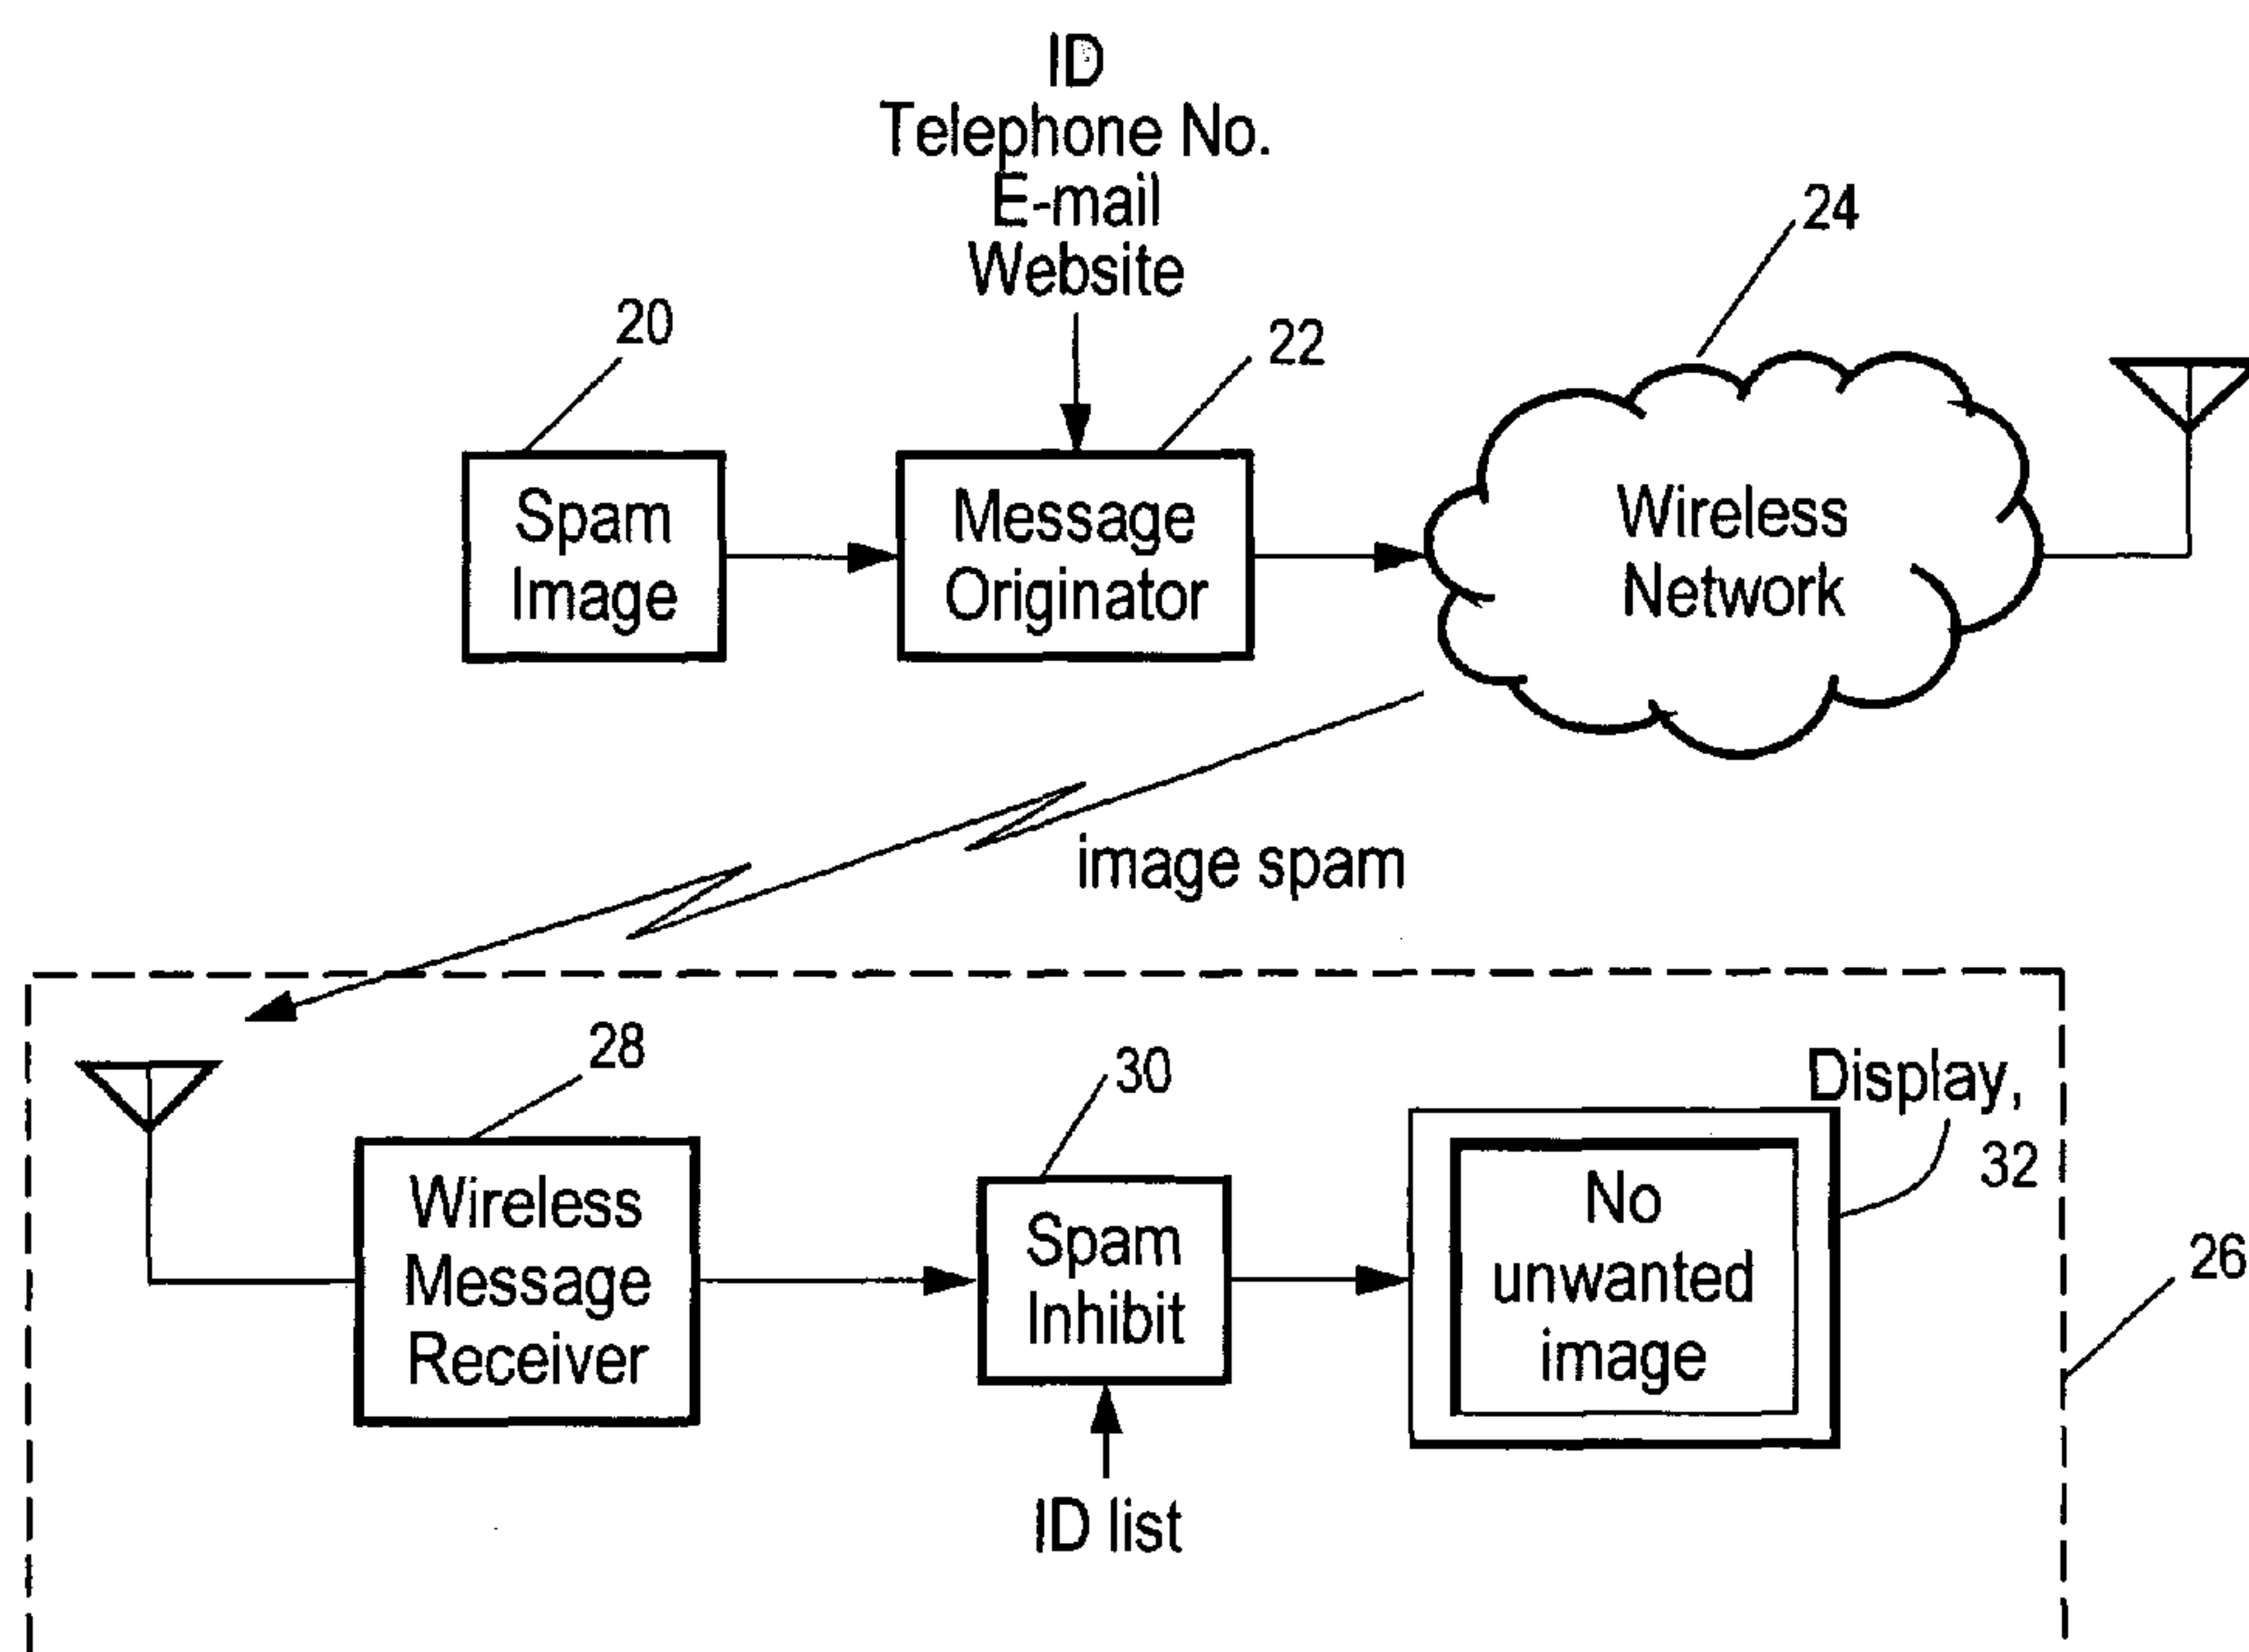 ID
Telephone No.
E-mail
Website
20
22
24
Spam
Image
Message
Originator
Wireless
Network
image spam
28
30
Display,
32
26
Wireless
Message
Receiver
Spam
Inhibit
No
unwanted
image
ID list